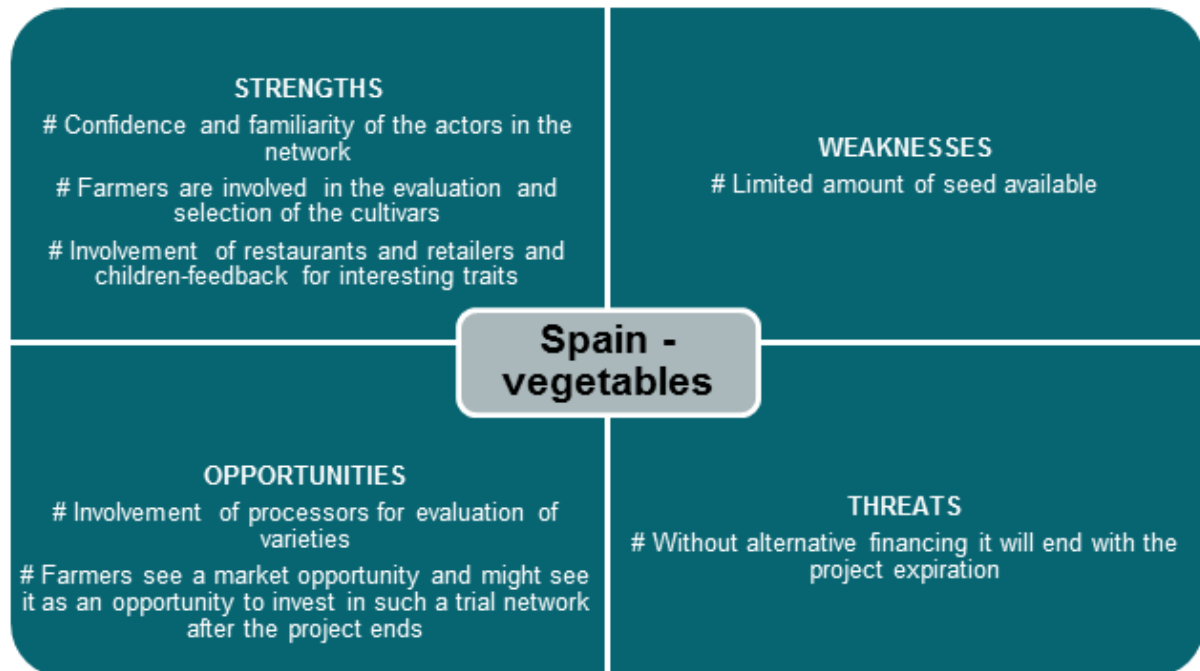 STRENGTHS
# Confidence and familiarity of the actors in the
network
# Farmers are involved in the evaluation and
selection of the cultivars
# Involvement of restaurants and retailers and
children-feedback for interesting traits
WEAKNESSES
# Limited amount of seed available
Spain -
vegetables
OPPORTUNITIES
# Involvement of processors for evaluation of
varieties
# Farmers see a market opportunity and might see
it as an opportunity to invest in such a trial network
after the project ends
THREATS
# Without alternative financing it will end with the
project expiration